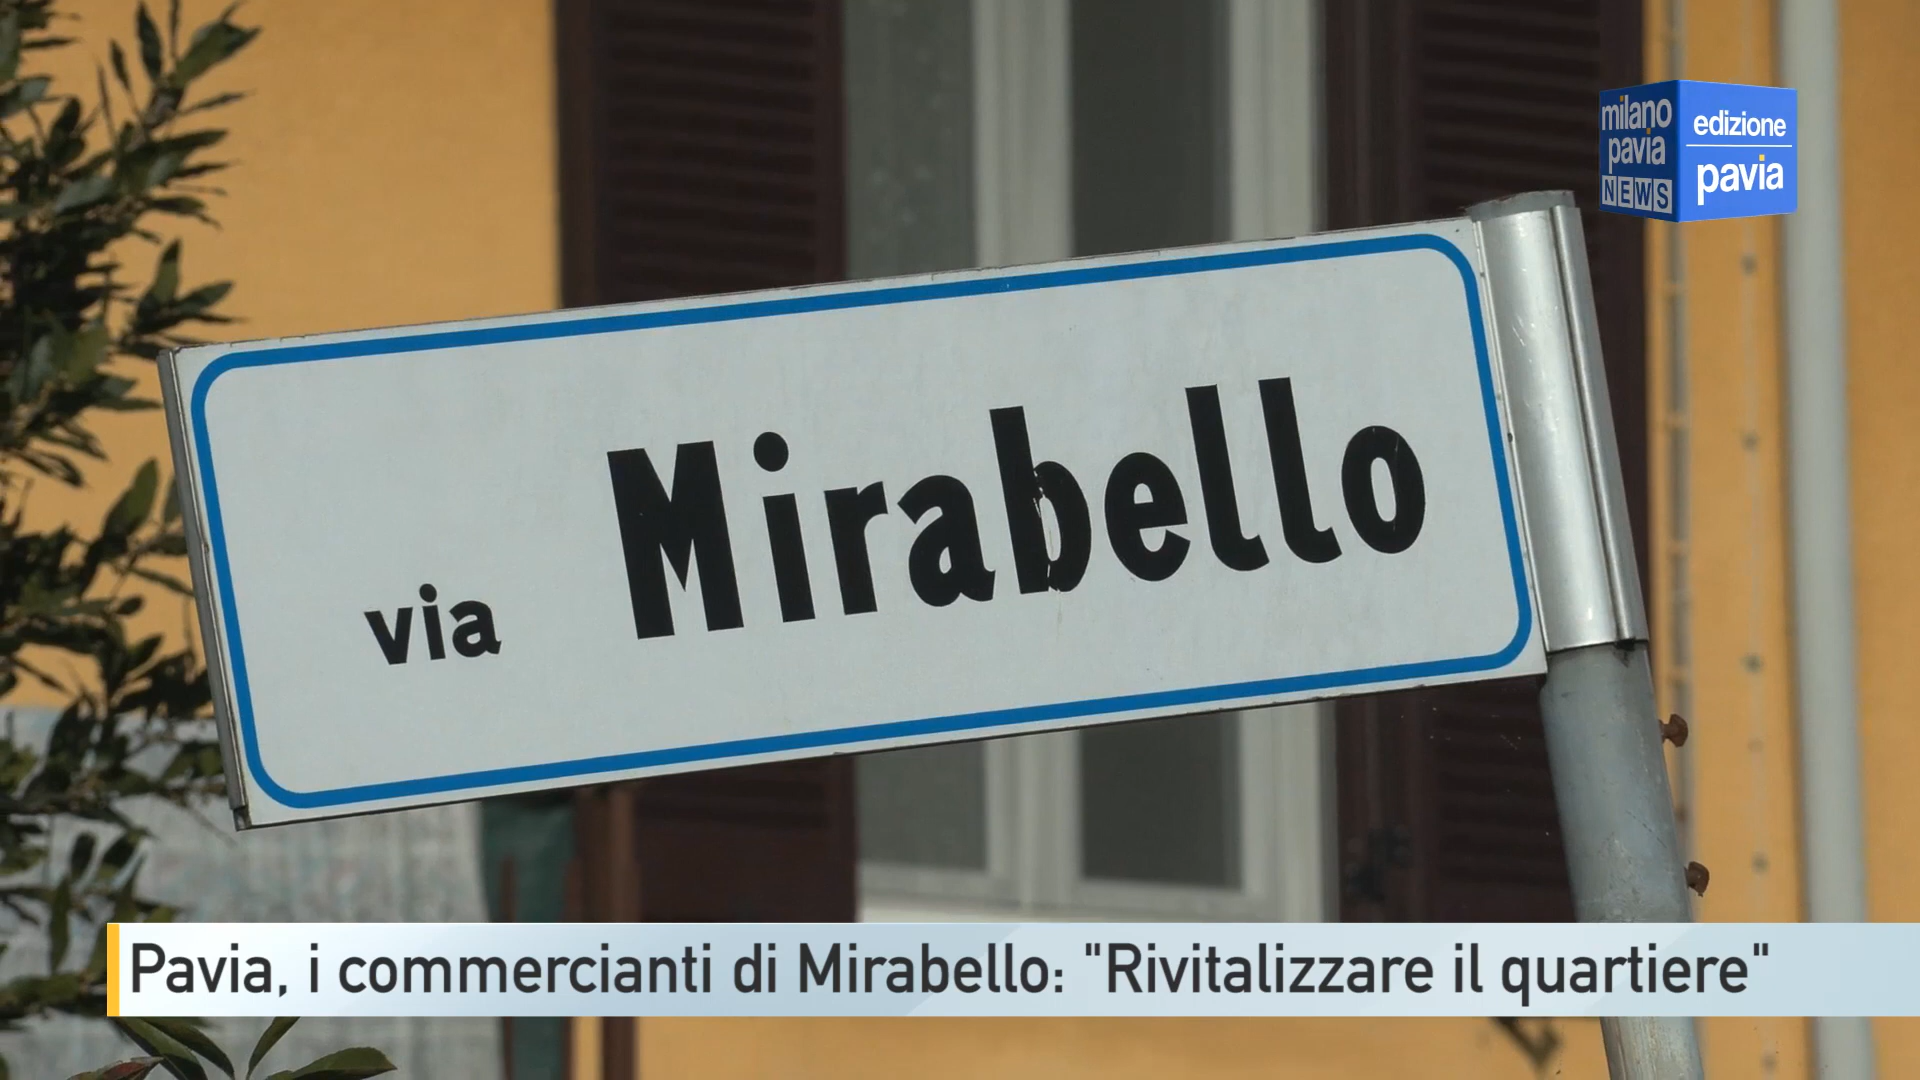 milano
pavia
NEWS
edizione
pavia
via Mirabello
Pavia, i commercianti di Mirabello: "Rivitalizzare il quartiere"